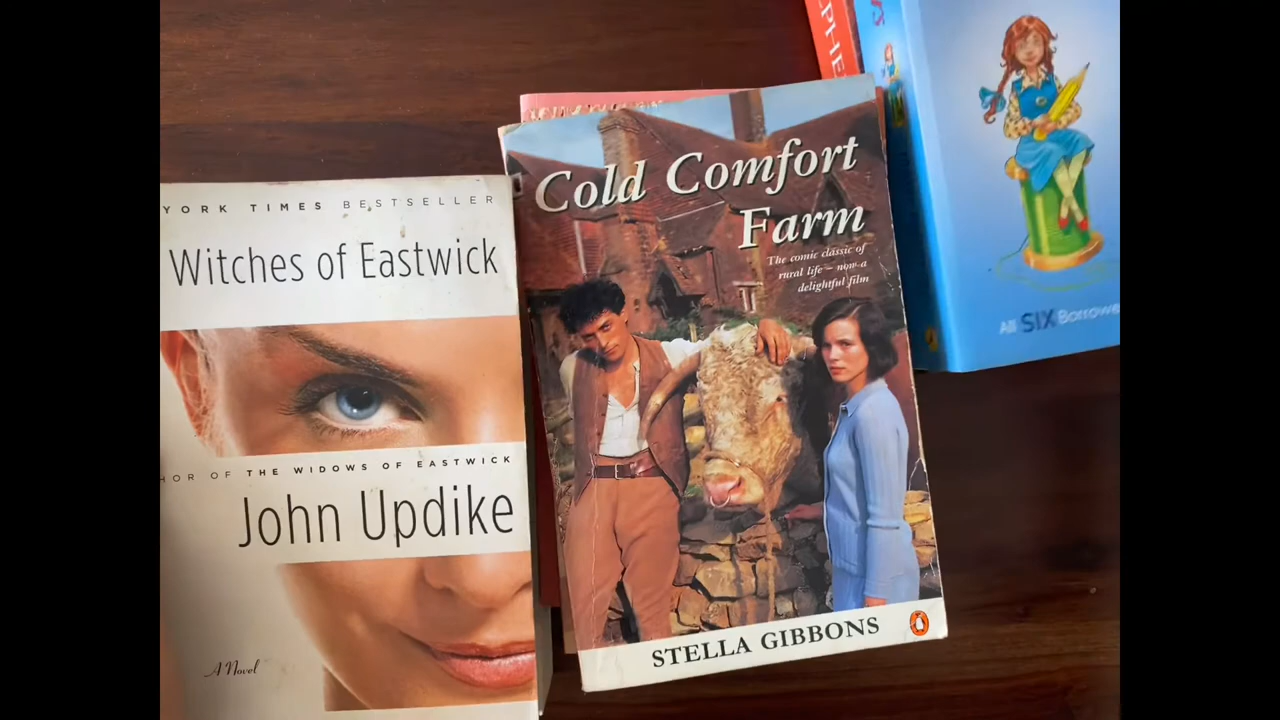 YORK TIMES BESTSELLER
Witches of Eastwick
HOR OF THE WIDOWS OF EASTWICK
John Updike
A Novel
Cold Comfort
Farm
The comic classic of
rural life – now a
delightful film
STELLA GIBBONS
EPHE
All SIX Borrowe